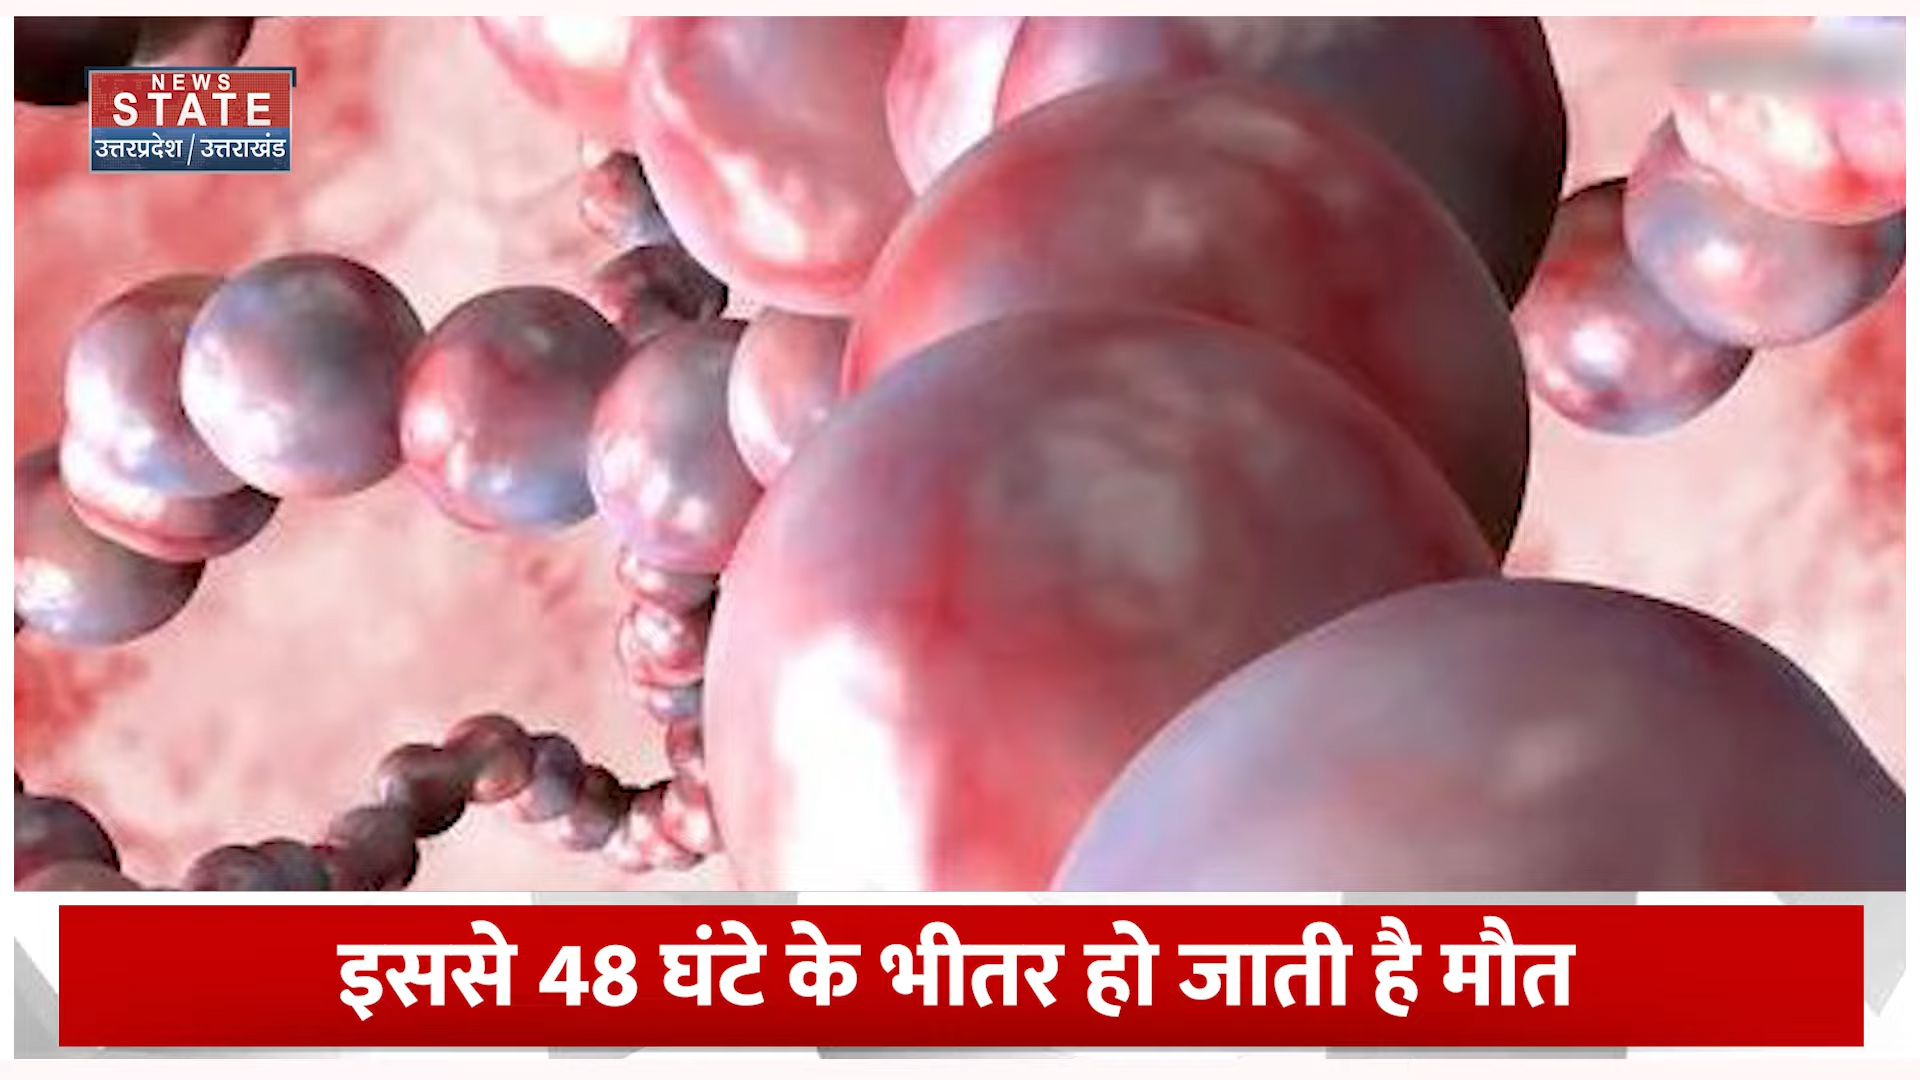 NEWS
STATE
उत्तरप्रदेश / उत्तराखंड
इससे 48 घंटे के भीतर हो जाती है मौत